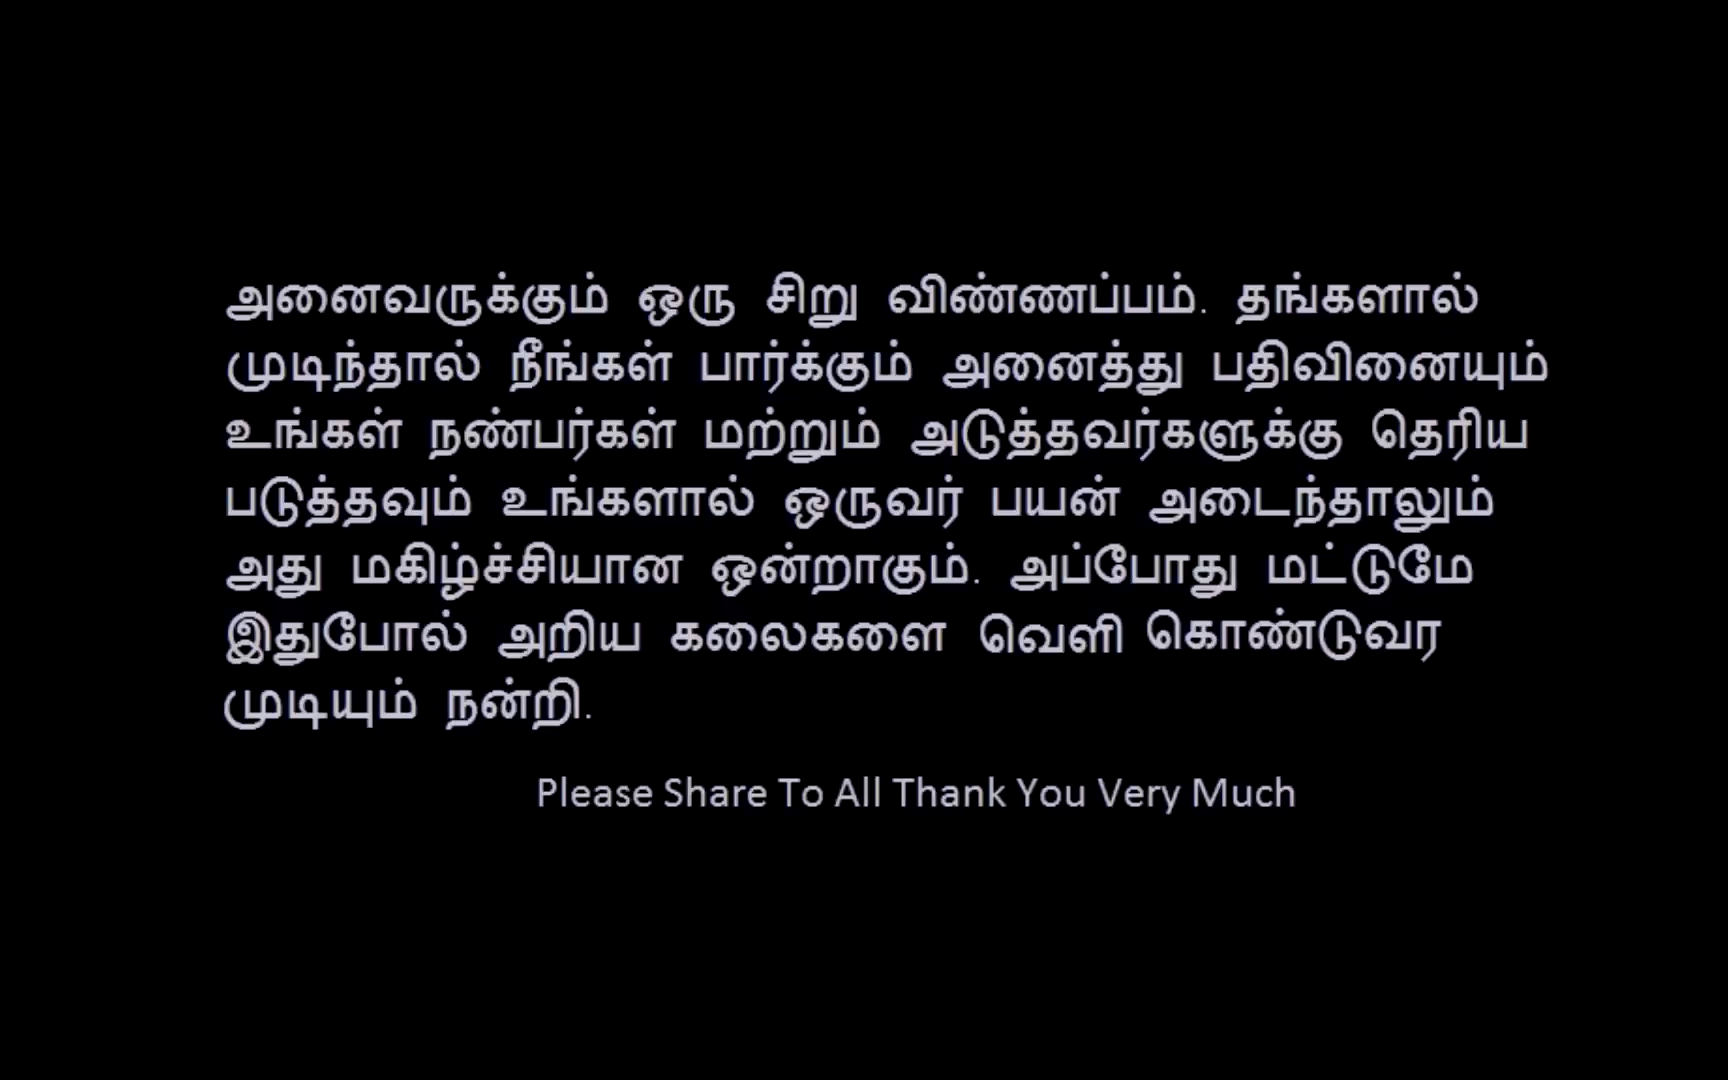 அனைவருக்கும் ஒரு சிறு விண்ணப்பம். தங்களால்
முடிந்தால் நீங்கள் பார்க்கும் அனைத்து பதிவினையும்
உங்கள் நண்பர்கள் மற்றும் அடுத்தவர்களுக்கு தெரிய
படுத்தவும் உங்களால் ஒருவர் பயன் அடைந்தாலும்
அது மகிழ்ச்சியான ஒன்றாகும். அப்போது மட்டுமே
இதுபோல் அறிய கலைகளை வெளி கொண்டுவர
முடியும் நன்றி.
Please Share To All Thank You Very Much